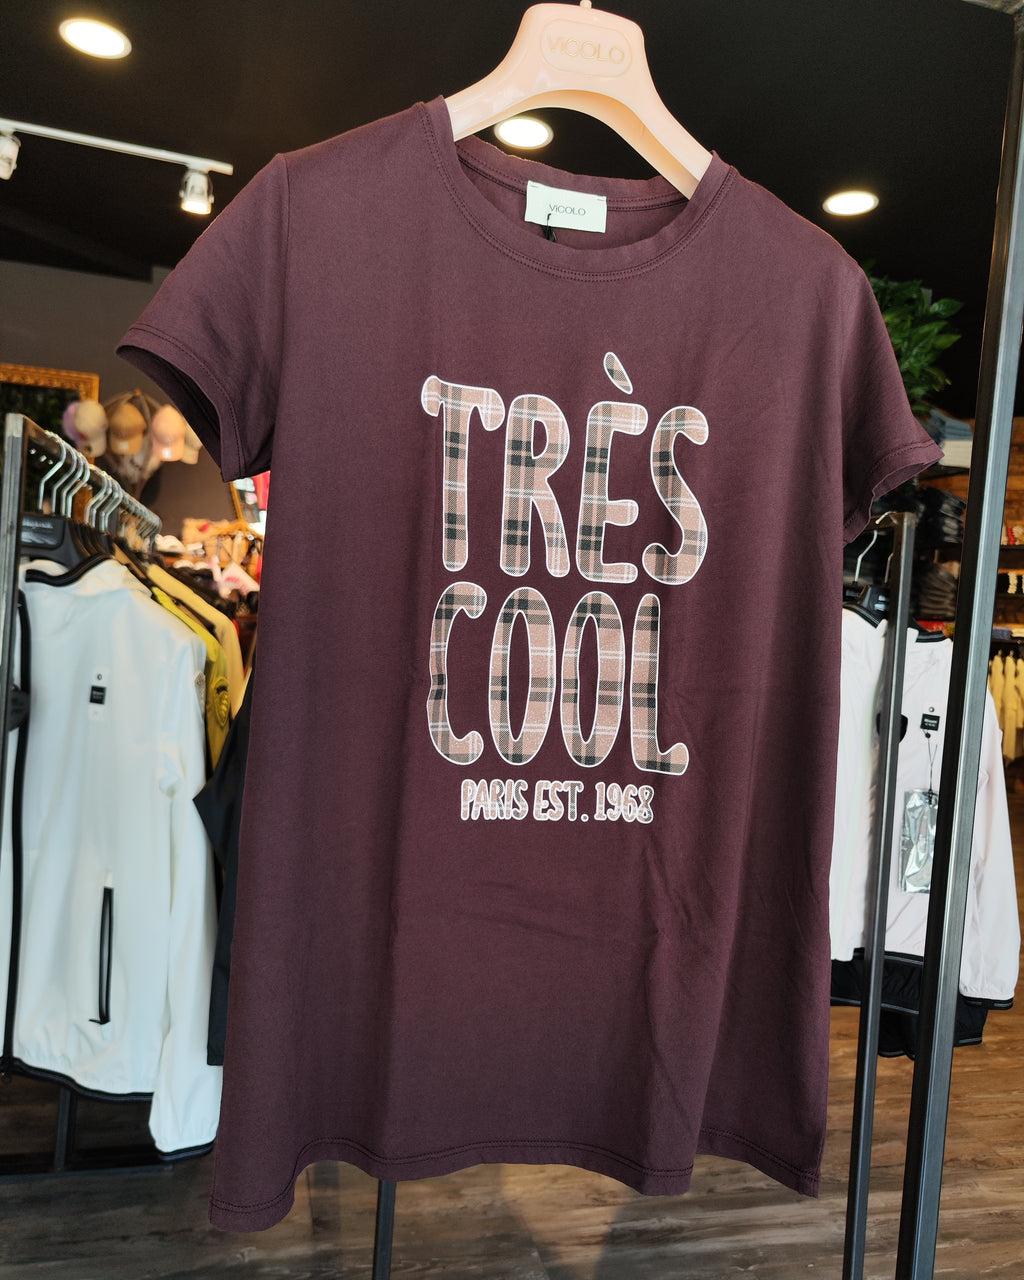 ViCOLO
ViCOLO
TRÈS
COOL
PARIS EST. 1968